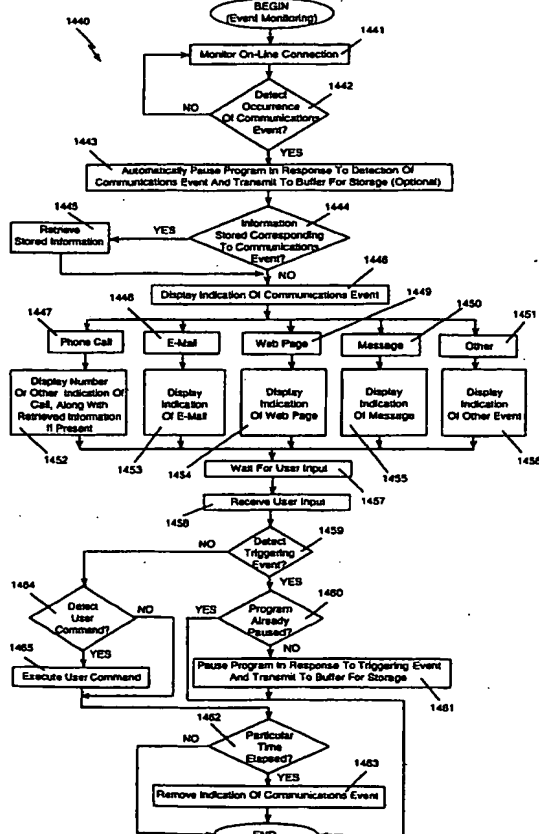 BEGIN
(Event Monitoring)
1440
1441
Monitor On-Line Connection
1442
Detect
Occurrence
Of Communications
Event?
NO
YES
1443
Automatically Pause Program In Response To Detection Of
Communications Event And Transmit To Buffer For Storage (Optional)
1445
1444
Retrieve
Stored Information
YES
Information
Stored Corresponding
To Communications
Event?
NO
1446
Display Indication Of Communications Event
1447
1448
1449
1450
1451
Phone Call
E-Mail
Web Page
Message
Other
Display Number
Or Other Indication Of
Call, Along With
Retrieved Information
If Present
Display
Indication
Of E-Mail
Display
Indication
Of Web Page
Display
Indication
Of Message
Display
Indication
Of Other Event
1452
1453
1454
1455
1456
Wait For User Input
1457
Receive User Input
1458
1459
Detect
Triggering
Event?
NO
YES
1464
Detect
User
Command?
NO
YES
1460
Program
Already
Paused?
YES
NO
1465
Execute User Command
Pause Program In Response To Triggering Event
And Transmit To Buffer For Storage
1461
1462
Particular
Time
Elapsed?
NO
YES
1463
Remove Indication Of Communications Event
END